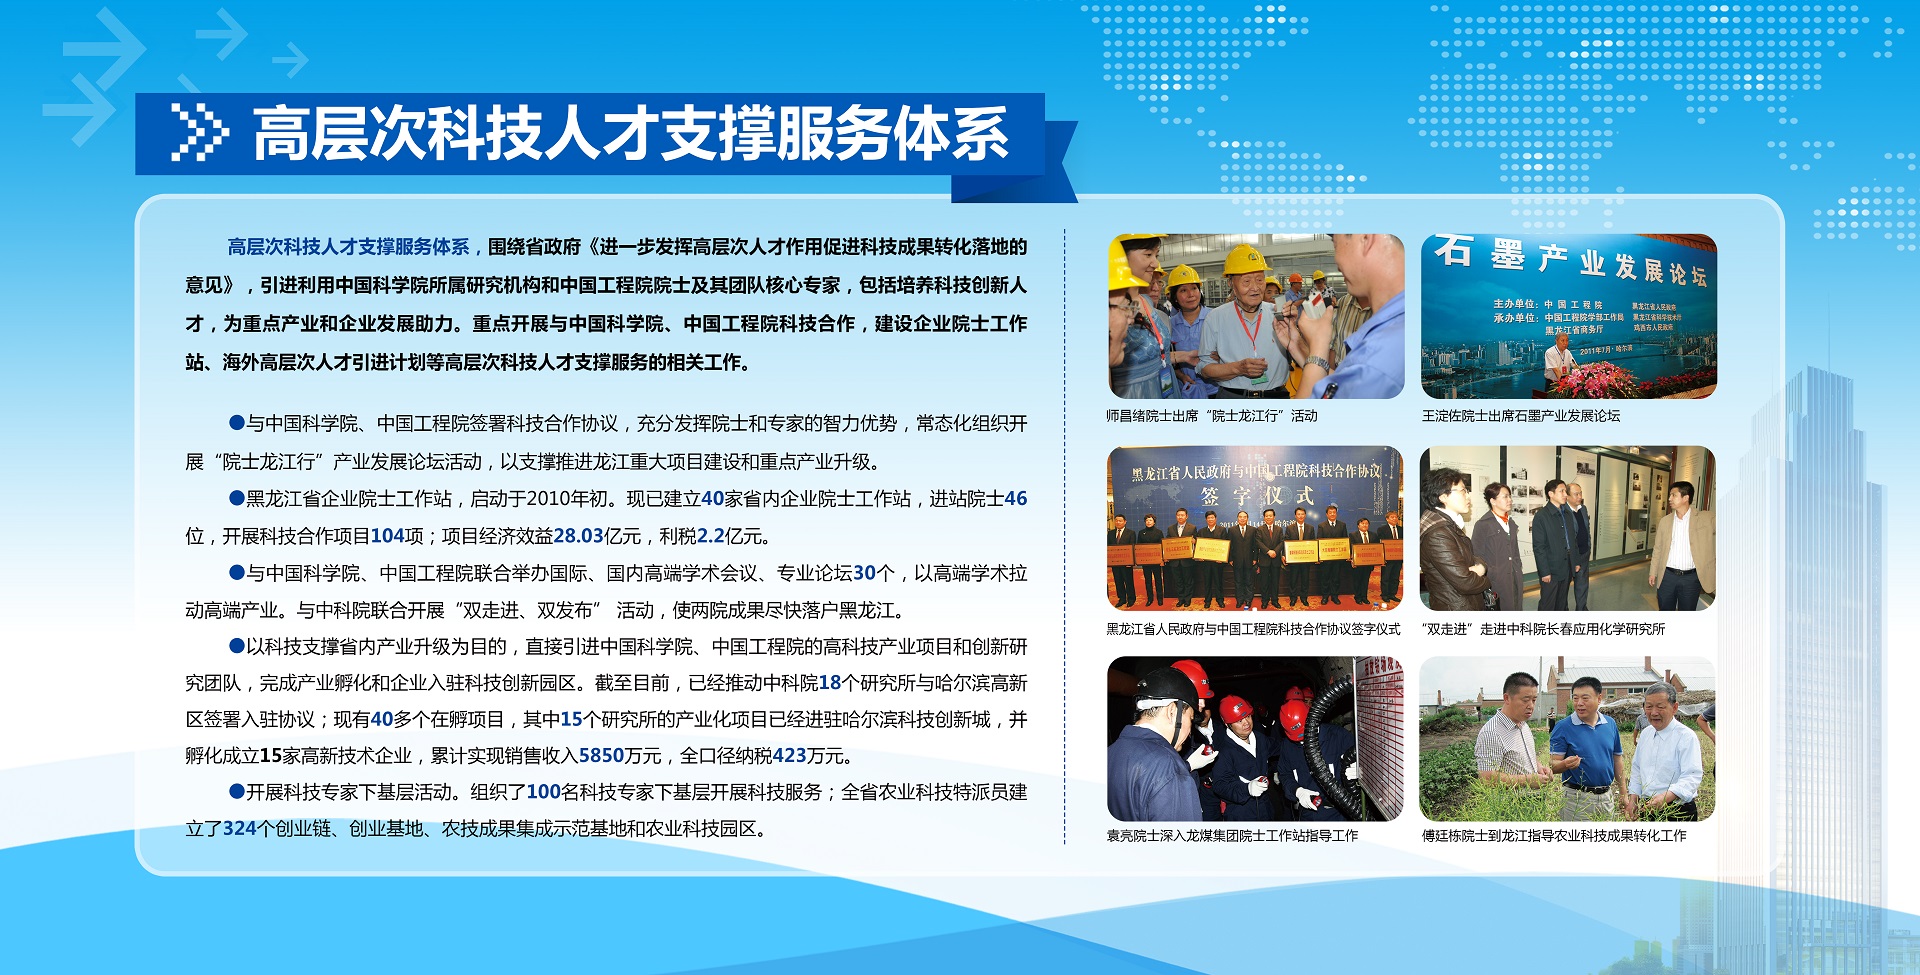 高层次科技人才支撑服务体系
高层次科技人才支撑服务体系，围绕省政府《进一步发挥高层次人才作用促进科技成果转化落地的
意见》，引进利用中国科学院所属研究机构和中国工程院院士及其团队核心专家，包括培养科技创新人
才，为重点产业和企业发展助力。重点开展与中国科学院、中国工程院科技合作，建设企业院士工作
站、海外高层次人才引进计划等高层次科技人才支撑服务的相关工作。
●与中国科学院、中国工程院签署科技合作协议，充分发挥院士和专家的智力优势，常态化组织开
展“院士龙江行”产业发展论坛活动，以支撑推进龙江重大项目建设和重点产业升级。
●黑龙江省企业院士工作站，启动于2010年初。现已建立40家省内企业院士工作站，进站院士46
位，开展科技合作项目104项；项目经济效益28.03亿元，利税2.2亿元。
●与中国科学院、中国工程院联合举办国际、国内高端学术会议、专业论坛30个，以高端学术拉
动高端产业。与中科院联合开展“双走进、双发布” 活动，使两院成果尽快落户黑龙江。
●以科技支撑省内产业升级为目的，直接引进中国科学院、中国工程院的高科技产业项目和创新研
究团队，完成产业孵化和企业入驻科技创新园区。截至目前，已经推动中科院18个研究所与哈尔滨高新
区签署入驻协议；现有40多个在孵项目，其中15个研究所的产业化项目已经进驻哈尔滨科技创新城，并
孵化成立15家高新技术企业，累计实现销售收入5850万元，全口径纳税423万元。
●开展科技专家下基层活动。组织了100名科技专家下基层开展科技服务；全省农业科技特派员建
立了324个创业链、创业基地、农技成果集成示范基地和农业科技园区。
师昌绪院士出席“院士龙江行”活动
石墨产业发展论坛
主办单位：中国工程院 黑龙江省人民政府
承办单位：中国工程院学部工作局 黑龙江省科学技术厅
黑龙江省商务厅 鸡西市人民政府
2011年7月·哈尔滨
王淀佐院士出席石墨产业发展论坛
黑龙江省人民政府与中国工程院科技合作协议
签字仪式
黑龙江省人民政府与中国工程院科技合作协议签字仪式
“双走进”走进中科院长春应用化学研究所
袁亮院士深入龙煤集团院士工作站指导工作
傅廷栋院士到龙江指导农业科技成果转化工作